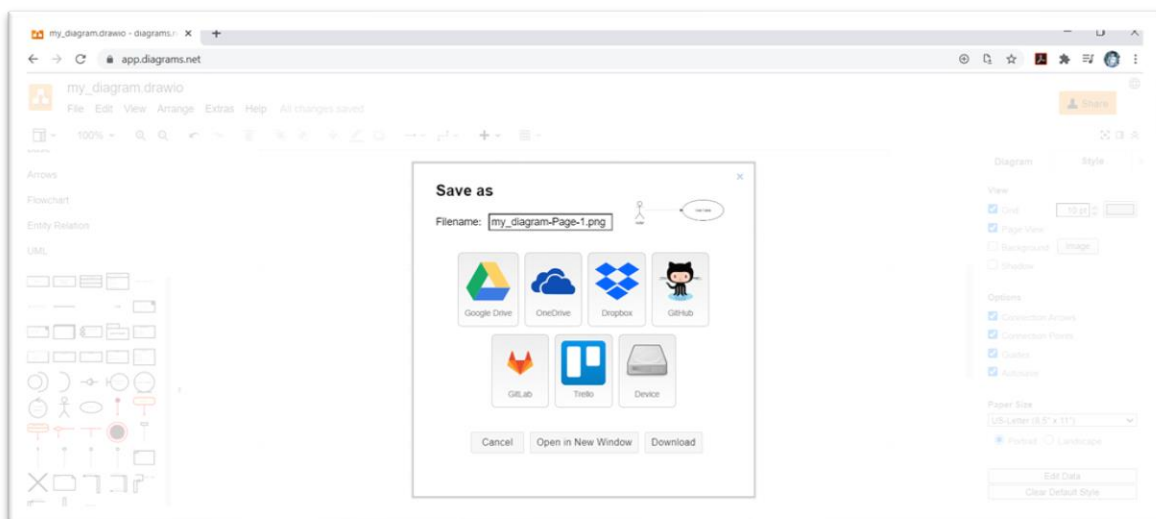 my_diagram.drawio - diagrams.n
app.diagrams.net
my_diagram.drawio
File Edit View Arrange Extras Help All changes saved
Share
100%
Arrows
Flowchart
Entity Relation
UML
Save as
Filename: my_diagram-Page-1.png
Google Drive OneDrive Dropbox GitHub
GitLab Trello Device
Cancel Open in New Window Download
Diagram Style
View
Grid 10 pt
Page View
Background Image
Shadow
Options
Connection Arrows
Connection Points
Guides
Autosave
Paper Size
US-Letter (8.5" x 11")
Portrait Landscape
Edit Data
Clear Default Style